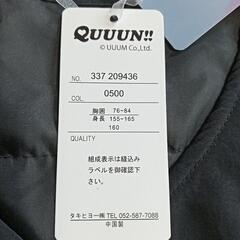 QUUUN!!
© UUUM Co.,Ltd.
NO. 337 209436
COL. 0500
胸囲 76-84
身長 155-165
160
QUALITY
組成表示は縫込み
ラベルを御確認下さい
タキヒヨー(株) TEL 052-587-7088
中国製